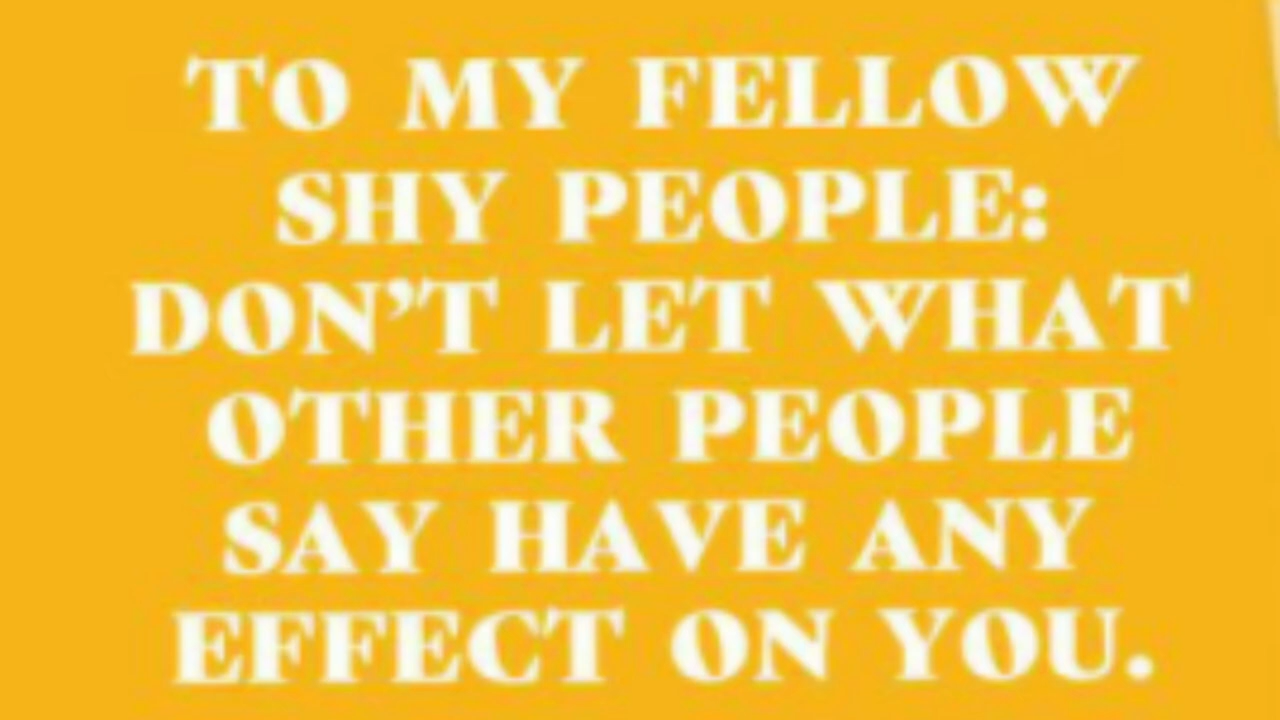 TO MY FELLOW
SHY PEOPLE:
DON'T LET WHAT
OTHER PEOPLE
SAY HAVE ANY
EFFECT ON YOU.